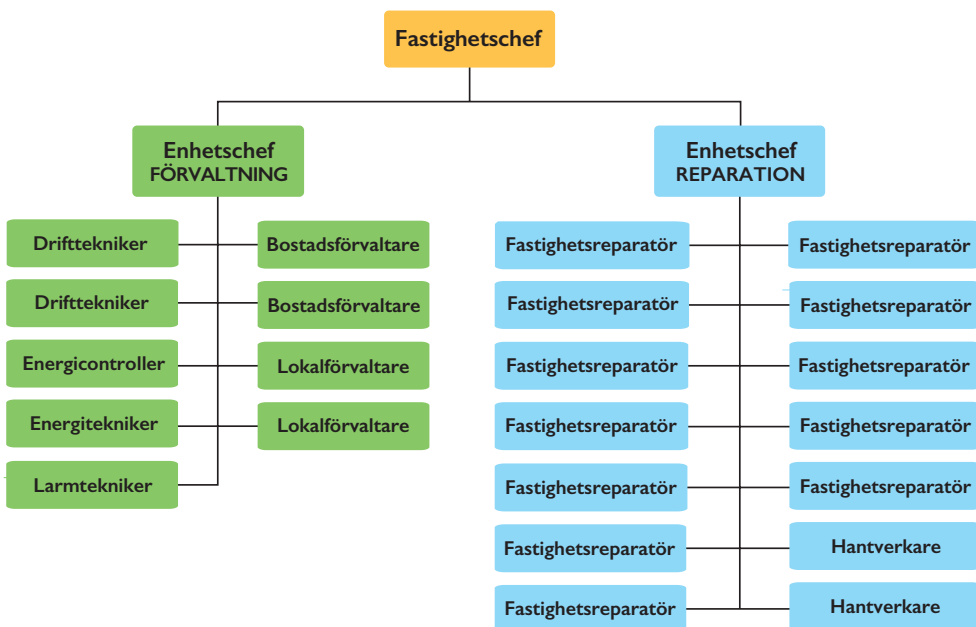 Fastighetschef
Enhetschef
FÖRVALTNING
Drifttekniker
Bostadsförvaltare
Drifttekniker
Bostadsförvaltare
Energicontroller
Lokalförvaltare
Energitekniker
Lokalförvaltare
Larmtekniker
Enhetschef
REPARATION
Fastighetsreparatör
Fastighetsreparatör
Fastighetsreparatör
Fastighetsreparatör
Fastighetsreparatör
Fastighetsreparatör
Fastighetsreparatör
Fastighetsreparatör
Fastighetsreparatör
Fastighetsreparatör
Fastighetsreparatör
Hantverkare
Fastighetsreparatör
Hantverkare